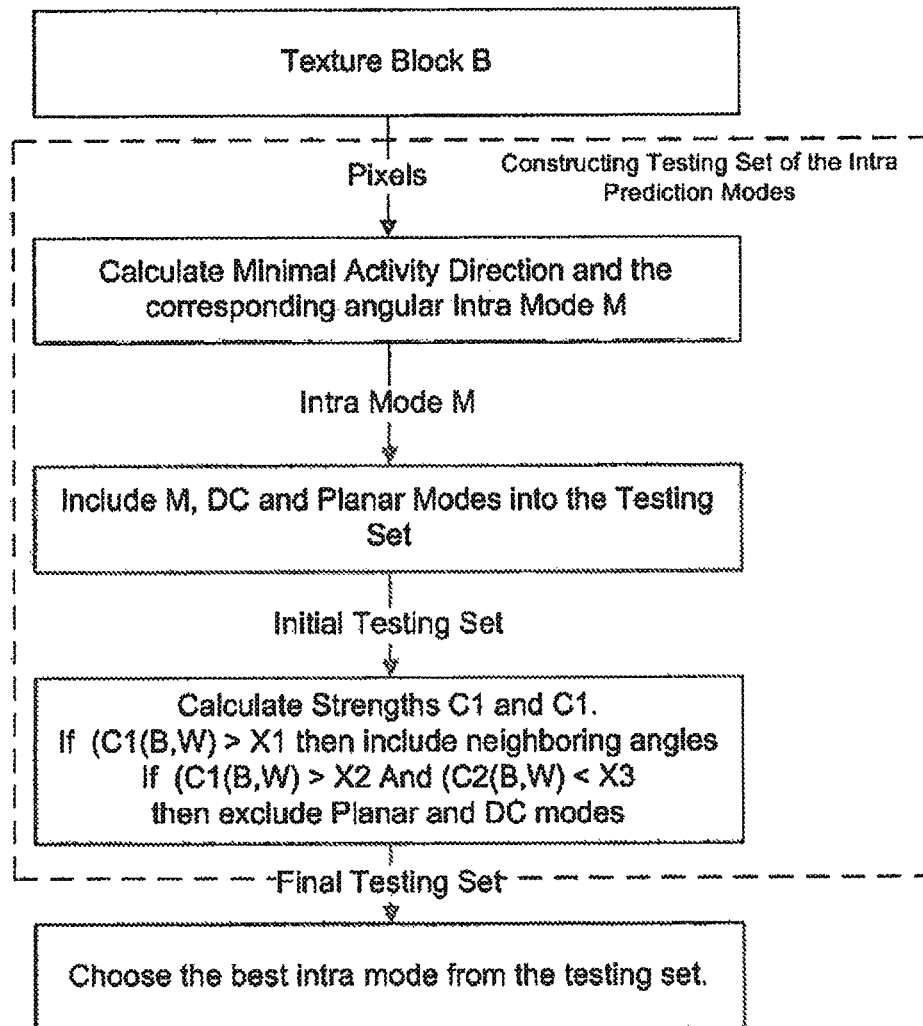 Texture Block B
Pixels
Constructing Testing Set of the Intra
Prediction Modes
Calculate Minimal Activity Direction and the
corresponding angular Intra Mode M
Intra Mode M
Include M, DC and Planar Modes into the Testing
Set
Initial Testing Set
Calculate Strengths C1 and C1.
If (C1(B,W) > X1 then include neighboring angles
If (C1(B,W) > X2 And (C2(B,W) < X3
then exclude Planar and DC modes
Final Testing Set
Choose the best intra mode from the testing set.